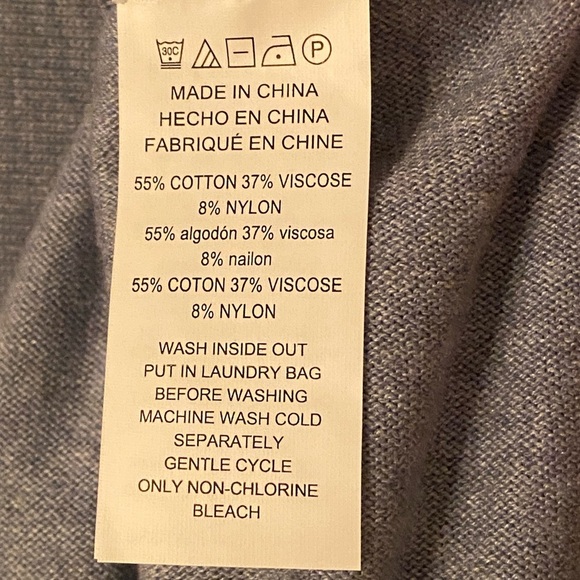 30C P
MADE IN CHINA
HECHO EN CHINA
FABRIQUÉ EN CHINE
55% COTTON 37% VISCOSE
8% NYLON
55% algodón 37% viscosa
8% nailon
55% COTON 37% VISCOSE
8% NYLON
WASH INSIDE OUT
PUT IN LAUNDRY BAG
BEFORE WASHING
MACHINE WASH COLD
SEPARATELY
GENTLE CYCLE
ONLY NON-CHLORINE
BLEACH